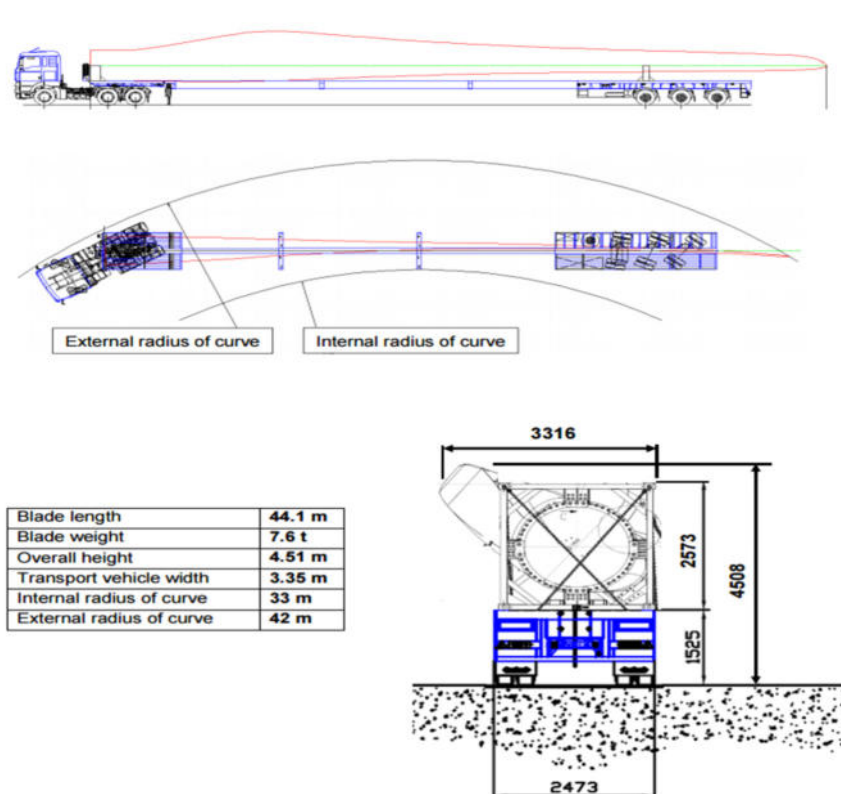 External radius of curve
Internal radius of curve
3316
2573
4508
1525
2473
Blade length 44.1 m
Blade weight 7.6 t
Overall height 4.51 m
Transport vehicle width 3.35 m
Internal radius of curve 33 m
External radius of curve 42 m